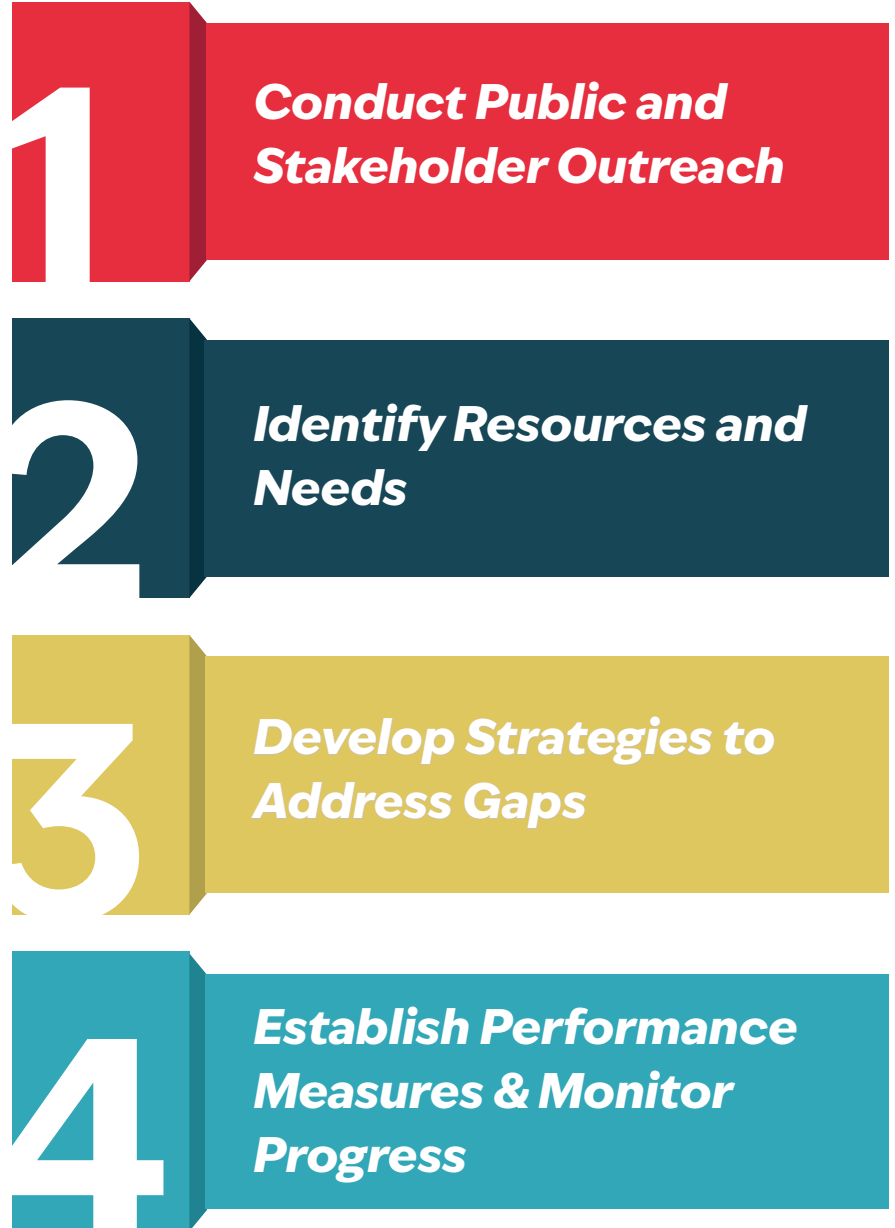 1
Conduct Public and
Stakeholder Outreach
2
Identify Resources and
Needs
3
Develop Strategies to
Address Gaps
4
Establish Performance
Measures & Monitor
Progress